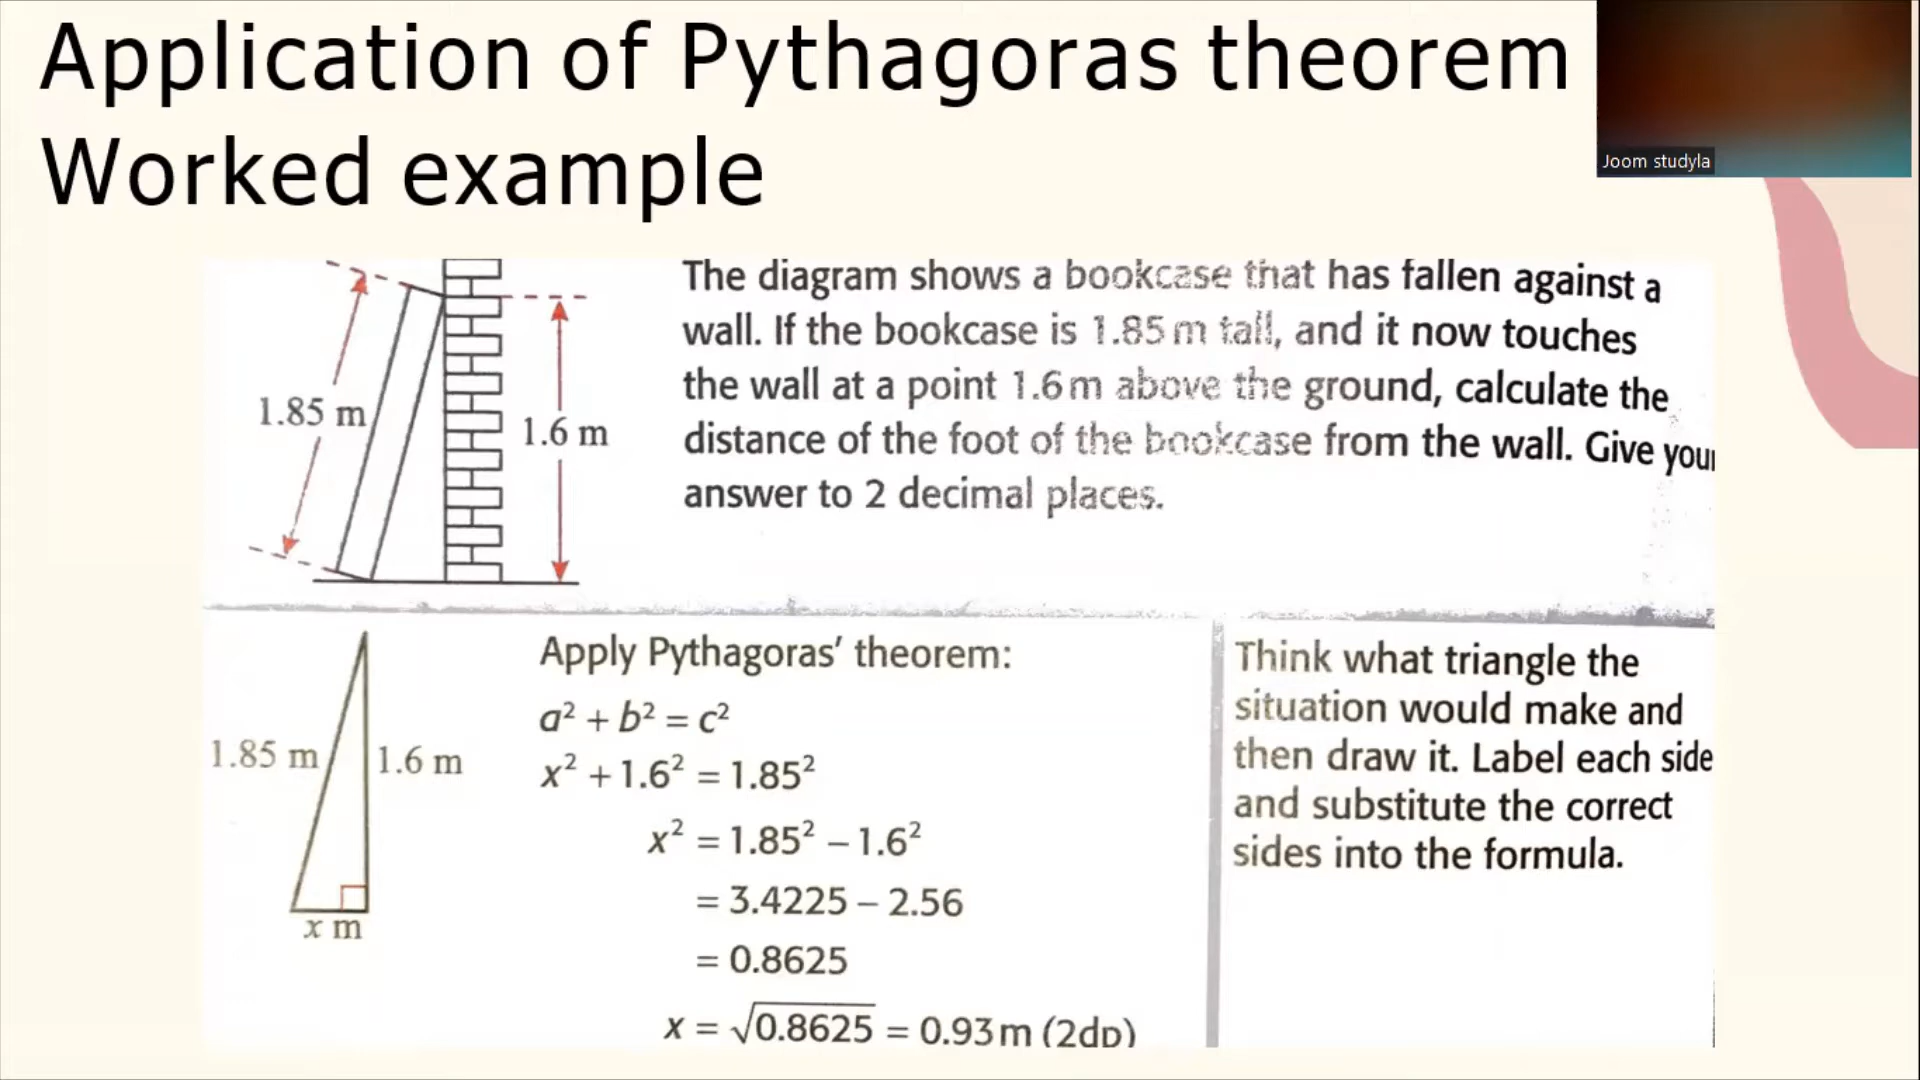 Application of Pythagoras theorem
Worked example
Joom studyla
The diagram shows a bookcase that has fallen against a
wall. If the bookcase is 1.85 m tall, and it now touches
the wall at a point 1.6 m above the ground, calculate the
distance of the foot of the bookcase from the wall. Give your
answer to 2 decimal places.
1.85 m
1.6 m
1.85 m
1.6 m
x m
Apply Pythagoras’ theorem:
a² + b² = c²
x² + 1.6² = 1.85²
x² = 1.85² – 1.6²
= 3.4225 – 2.56
= 0.8625
x = √0.8625 = 0.93 m (2dp)
Think what triangle the
situation would make and
then draw it. Label each side
and substitute the correct
sides into the formula.